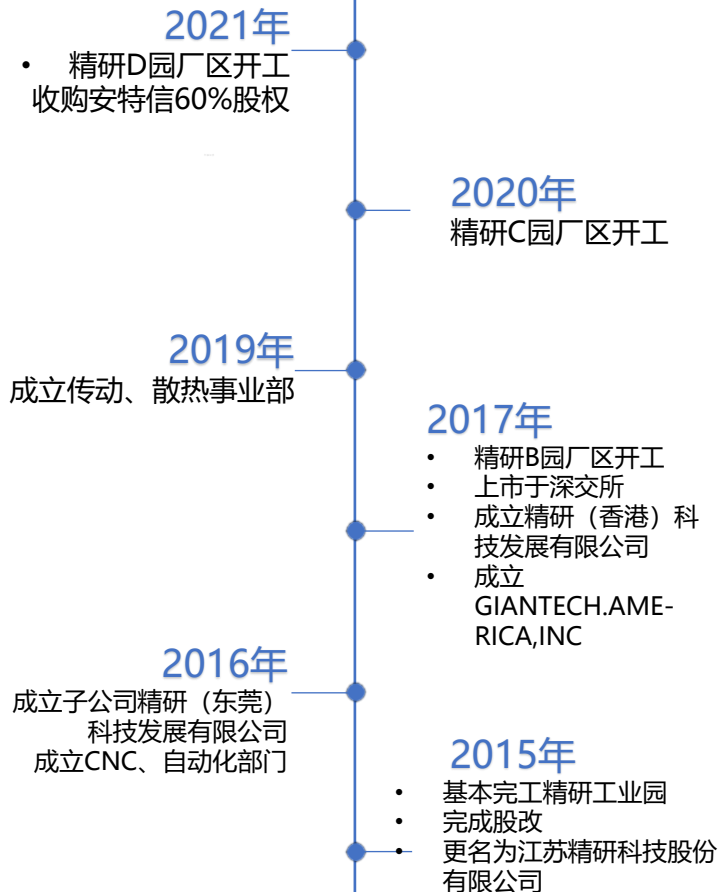 2021年
• 精研D园厂区开工
收购安特信60%股权
2020年
精研C园厂区开工
2019年
成立传动、散热事业部
2017年
• 精研B园厂区开工
• 上市于深交所
• 成立精研（香港）科
技发展有限公司
• 成立
GIANTECH.AME-
RICA,INC
2016年
成立子公司精研（东莞）
科技发展有限公司
成立CNC、自动化部门
2015年
• 基本完工精研工业园
• 完成股改
• 更名为江苏精研科技股份
有限公司